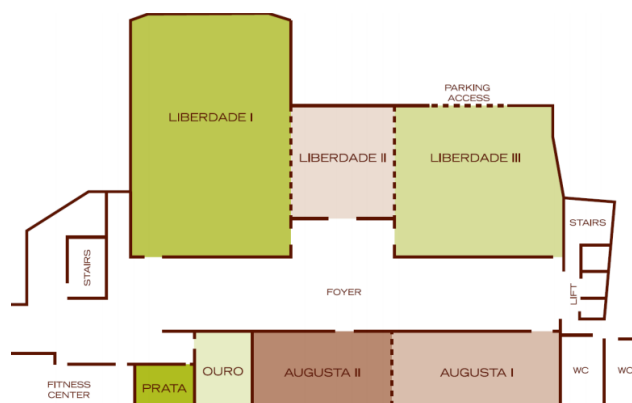 PARKING
ACCESS
LIBERDADE I
LIBERDADE II
LIBERDADE III
STAIRS
STAIRS
LIFT
FOYER
OURO
AUGUSTA II
AUGUSTA I
WC
WC
FITNESS
CENTER
PRATA